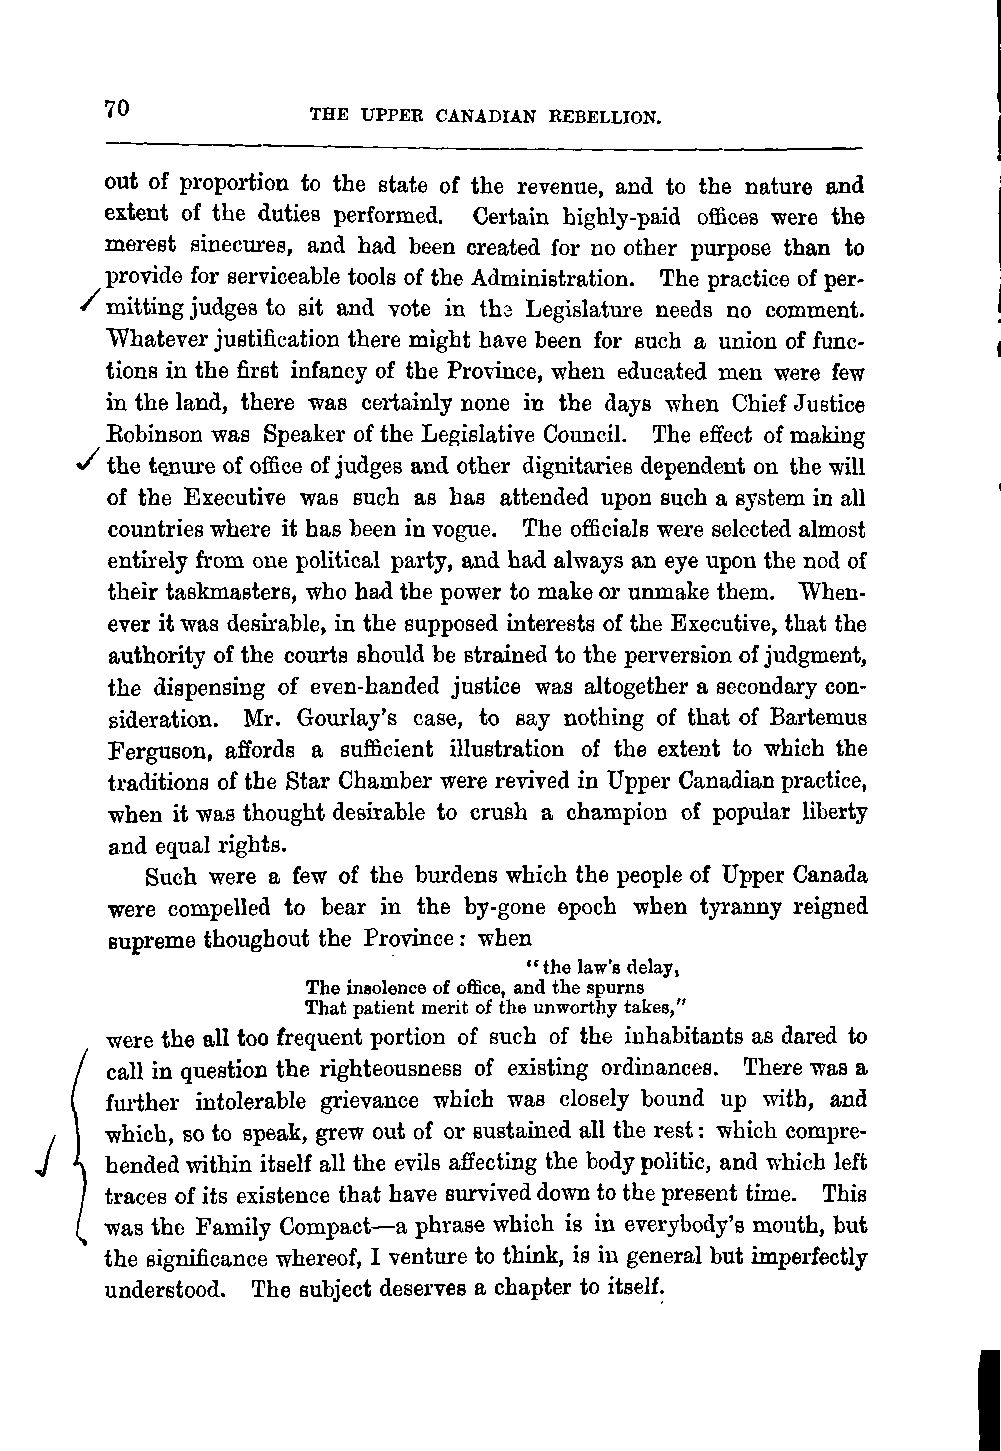 70
THE UPPER CANADIAN REBELLION.
out of proportion to the state of the revenue, and to the nature and
extent of the duties performed. Certain highly-paid offices were the
merest sinecures, and had been created for no other purpose than to
provide for serviceable tools of the Administration. The practice of per-
mitting judges to sit and vote in the Legislature needs no comment.
Whatever justification there might have been for such a union of func-
tions in the first infancy of the Province, when educated men were few
in the land, there was certainly none in the days when Chief Justice
Robinson was Speaker of the Legislative Council. The effect of making
the tenure of office of judges and other dignitaries dependent on the will
of the Executive was such as has attended upon such a system in all
countries where it has been in vogue. The officials were selected almost
entirely from one political party, and had always an eye upon the nod of
their taskmasters, who had the power to make or unmake them. When-
ever it was desirable, in the supposed interests of the Executive, that the
authority of the courts should be strained to the perversion of judgment,
the dispensing of even-handed justice was altogether a secondary con-
sideration. Mr. Gourlay's case, to say nothing of that of Bartemus
Ferguson, affords a sufficient illustration of the extent to which the
traditions of the Star Chamber were revived in Upper Canadian practice,
when it was thought desirable to crush a champion of popular liberty
and equal rights.
Such were a few of the burdens which the people of Upper Canada
were compelled to bear in the by-gone epoch when tyranny reigned
supreme thoughout the Province: when
"the law's delay,
The insolence of office, and the spurns
That patient merit of the unworthy takes,"
were the all too frequent portion of such of the inhabitants as dared to
call in question the righteousness of existing ordinances. There was a
further intolerable grievance which was closely bound up with, and
which, so to speak, grew out of or sustained all the rest: which compre-
hended within itself all the evils affecting the body politic, and which left
traces of its existence that have survived down to the present time. This
was the Family Compact—a phrase which is in everybody's mouth, but
the significance whereof, I venture to think, is in general but imperfectly
understood. The subject deserves a chapter to itself.